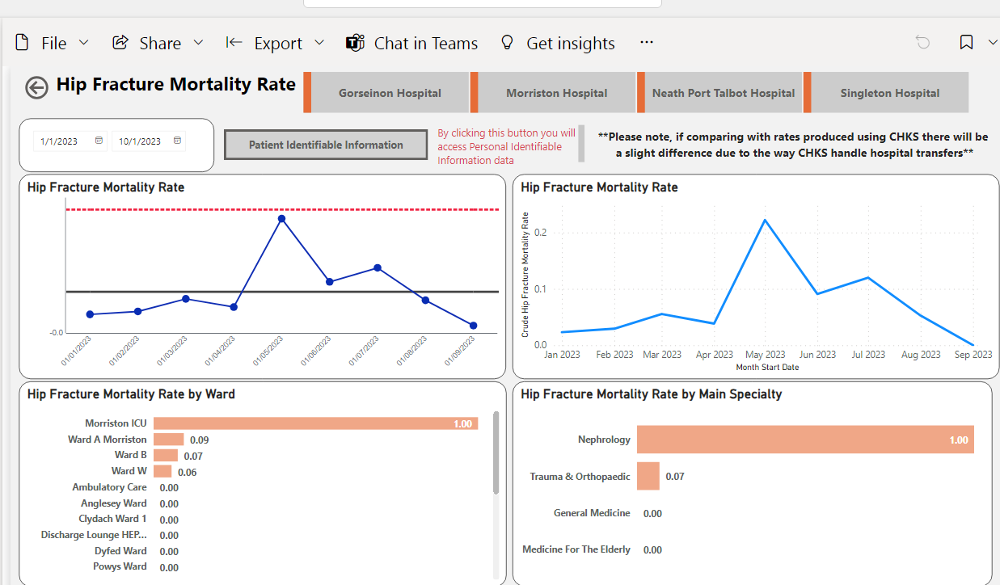 File
Share
Export
Chat in Teams
Get insights
Hip Fracture Mortality Rate
Gorseinon Hospital
Morriston Hospital
Neath Port Talbot Hospital
Singleton Hospital
1/1/2023
10/1/2023
Patient Identifiable Information
By clicking this button you will
access Personal Identifiable
Information data
**Please note, if comparing with rates produced using CHKS there will be
a slight difference due to the way CHKS handle hospital transfers**
Hip Fracture Mortality Rate
-0.0
01/01/2023
01/02/2023
01/03/2023
01/04/2023
01/05/2023
01/06/2023
01/07/2023
01/08/2023
01/09/2023
Hip Fracture Mortality Rate
Crude Hip Fracture Mortality Rate
0.2
0.1
0.0
Jan 2023
Feb 2023
Mar 2023
Apr 2023
May 2023
Jun 2023
Jul 2023
Aug 2023
Sep 2023
Month Start Date
Hip Fracture Mortality Rate by Ward
Morriston ICU 1.00
Ward A Morriston 0.09
Ward B 0.07
Ward W 0.06
Ambulatory Care 0.00
Anglesey Ward 0.00
Clydach Ward 1 0.00
Discharge Lounge HEP... 0.00
Dyfed Ward 0.00
Powys Ward 0.00
Hip Fracture Mortality Rate by Main Specialty
Nephrology 1.00
Trauma & Orthopaedic 0.07
General Medicine 0.00
Medicine For The Elderly 0.00